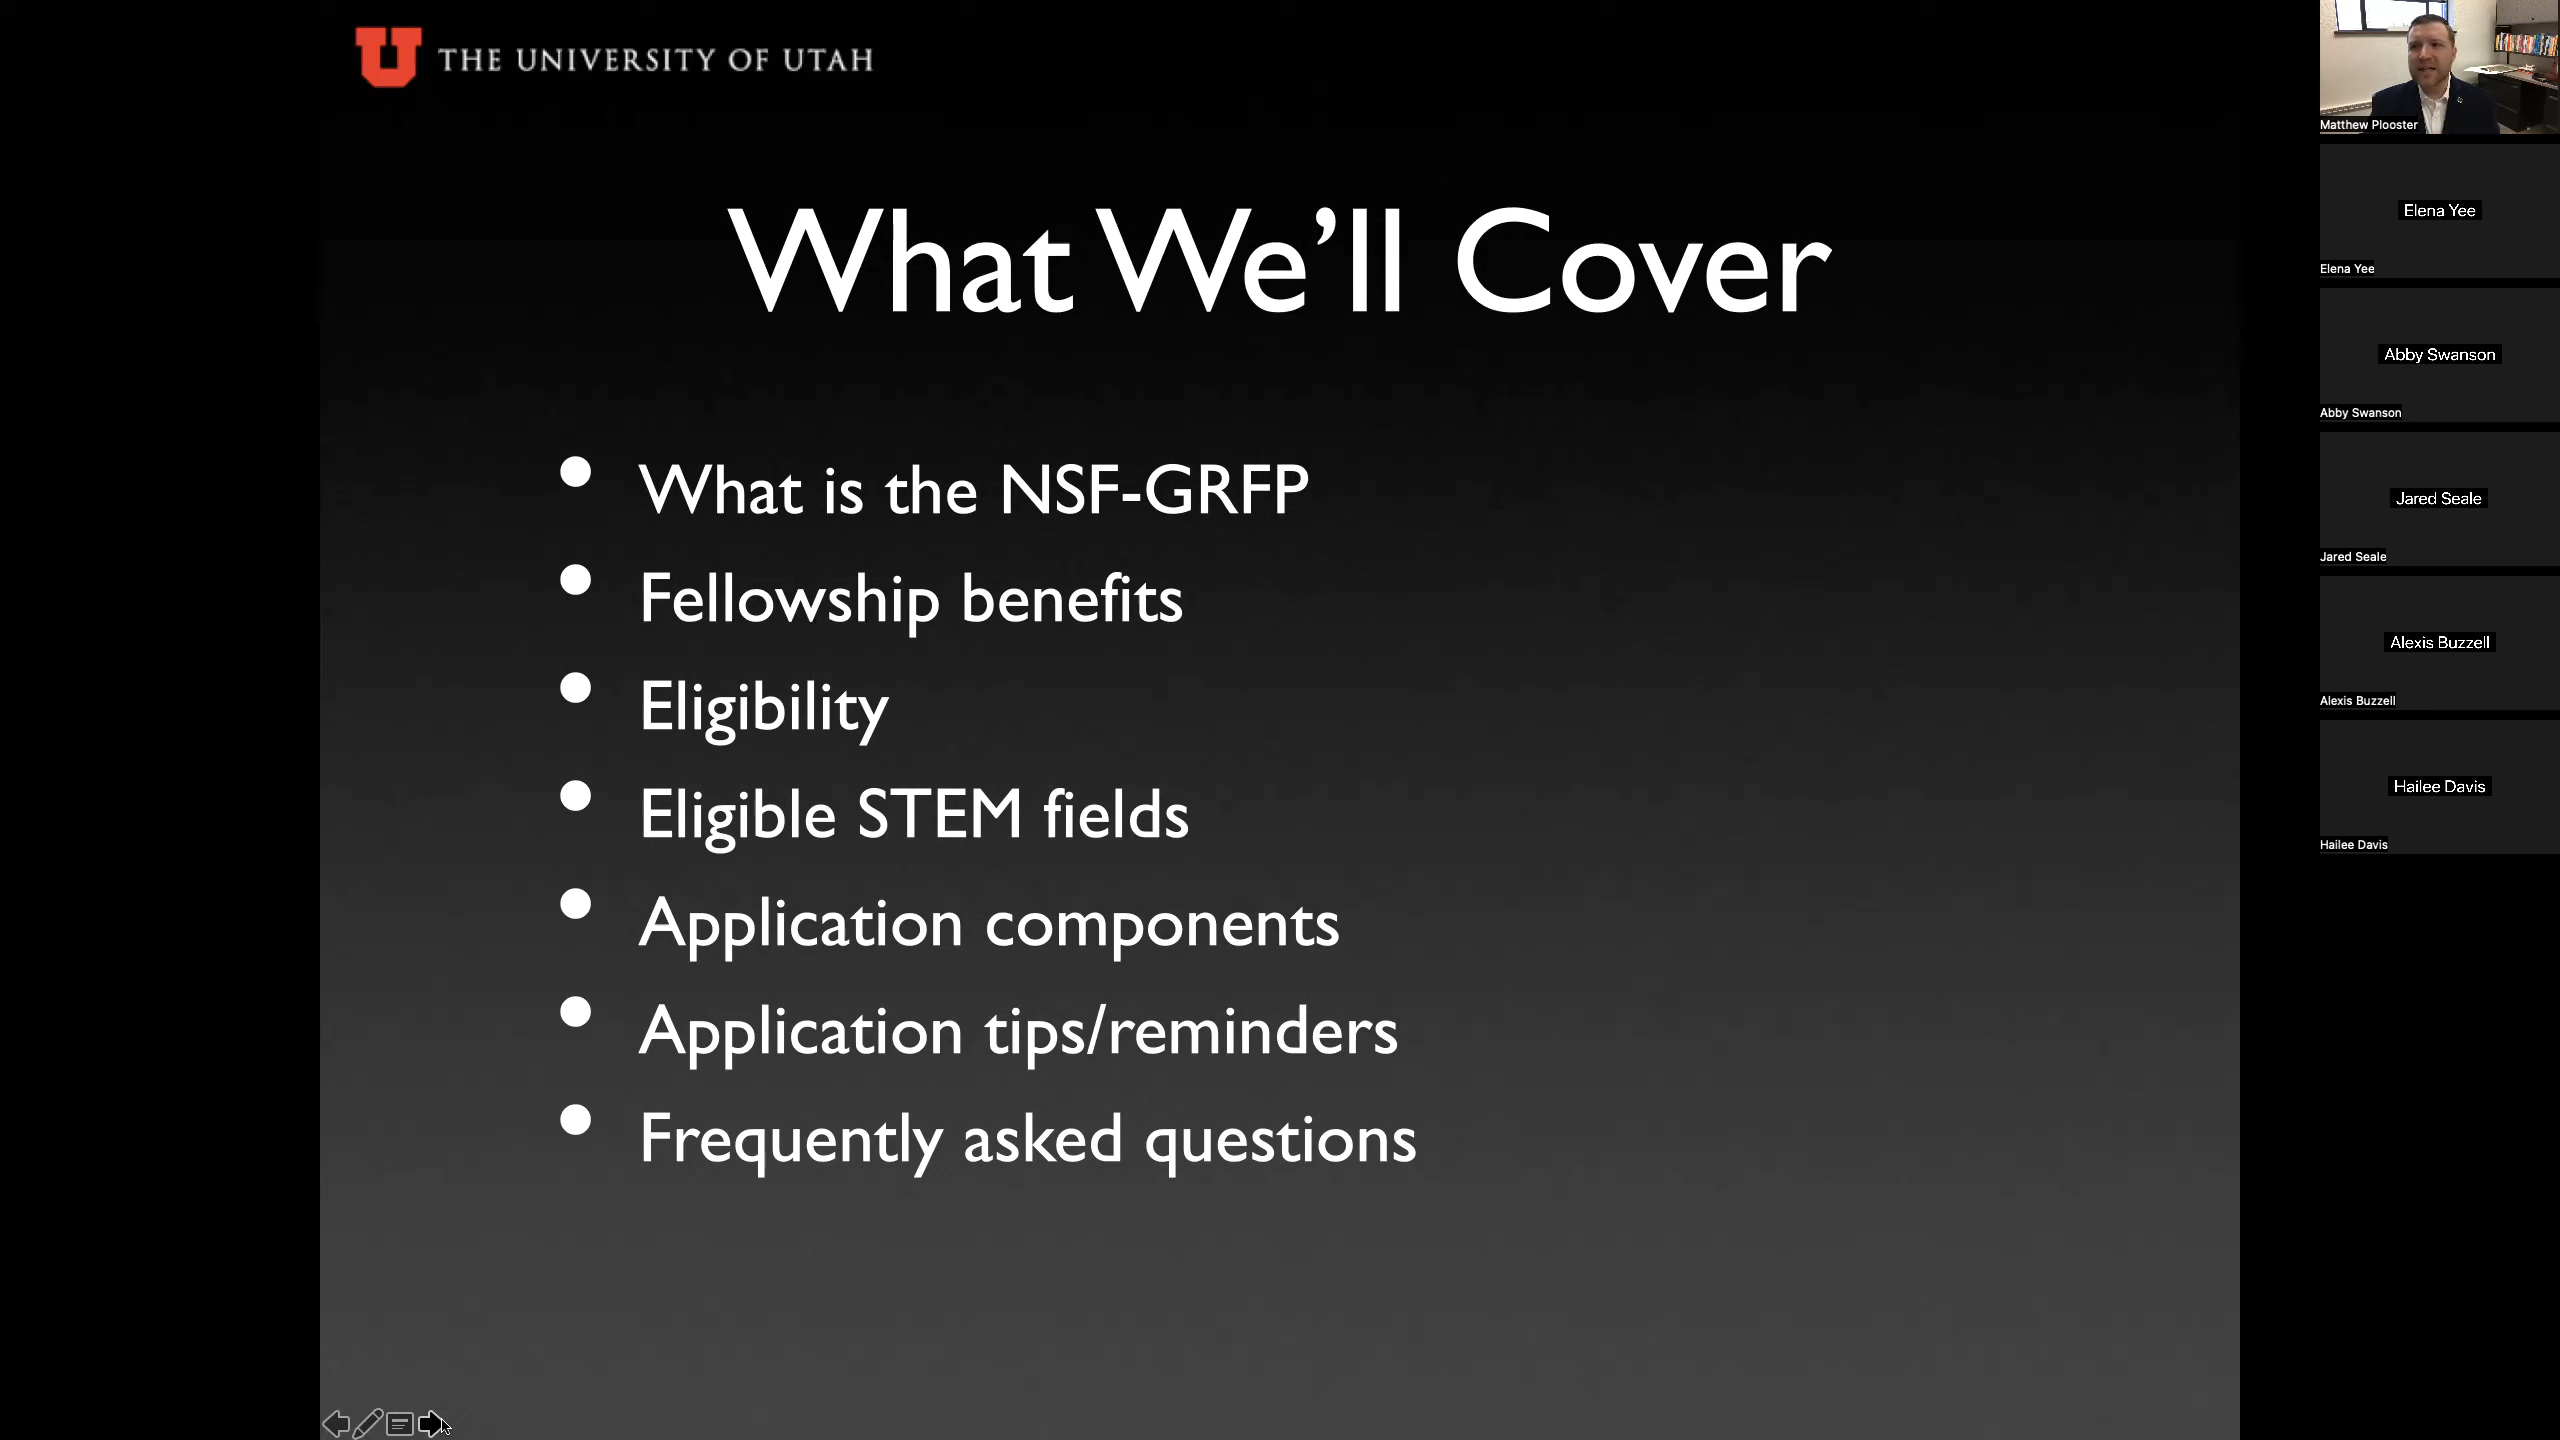 U THE UNIVERSITY OF UTAH
What We’ll Cover
• What is the NSF-GRFP
• Fellowship benefits
• Eligibility
• Eligible STEM fields
• Application components
• Application tips/reminders
• Frequently asked questions
Matthew Plooster
Elena Yee
Elena Yee
Abby Swanson
Abby Swanson
Jared Seale
Jared Seale
Alexis Buzzell
Alexis Buzzell
Hailee Davis
Hailee Davis